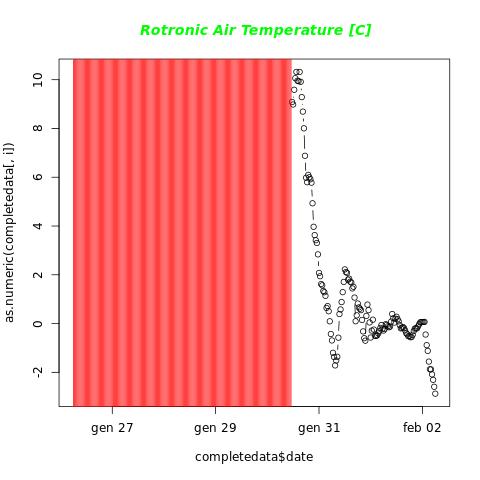 Rotronic Air Temperature [C]
as.numeric(completedata[, i])
10
8
6
4
2
0
-2
gen 27 gen 29 gen 31 feb 02
completedata$date